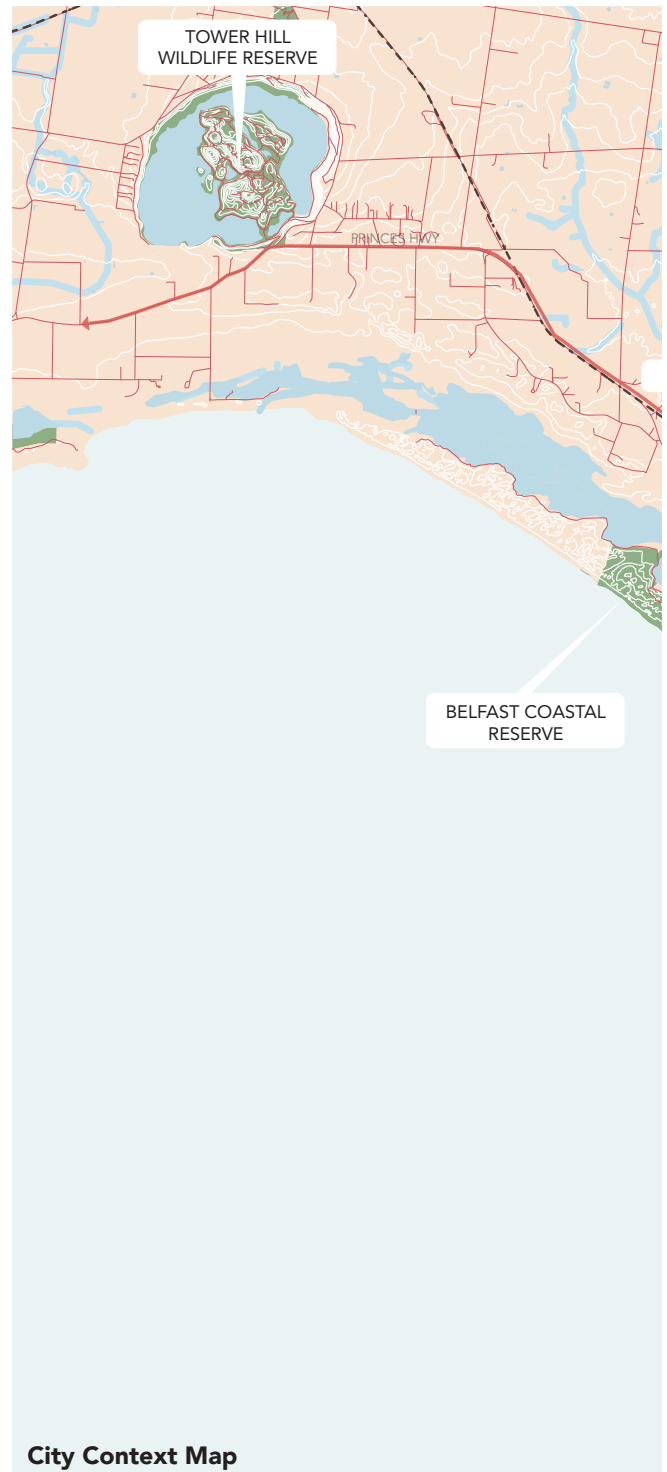 TOWER HILL
WILDLIFE RESERVE
PRINCES HWY
BELFAST COASTAL
RESERVE
City Context Map